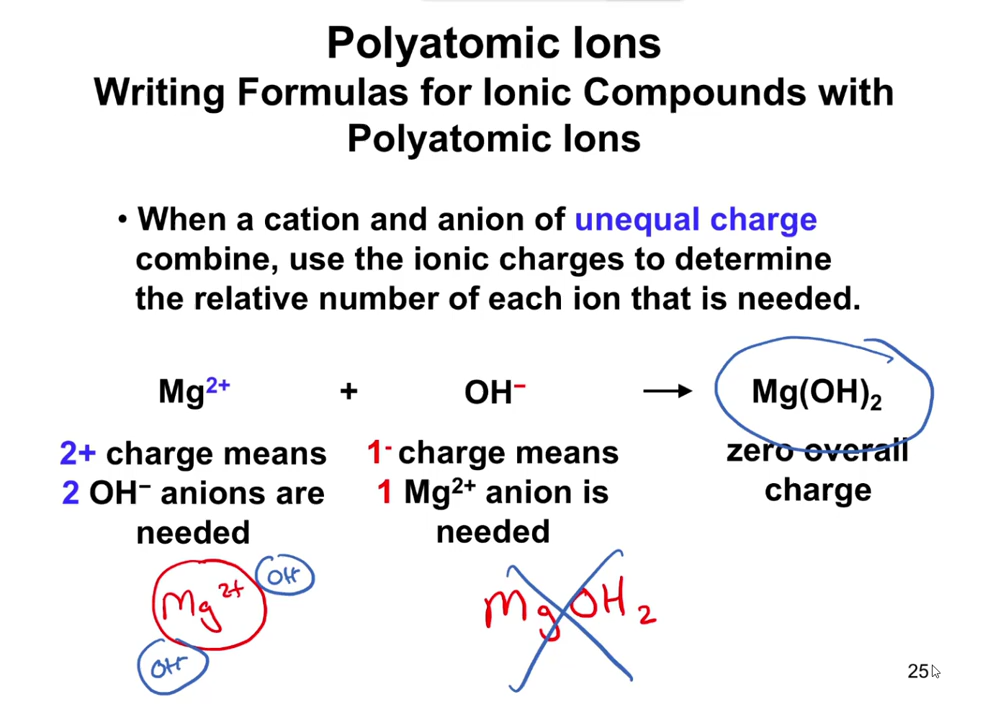 Polyatomic Ions
Writing Formulas for Ionic Compounds with
Polyatomic Ions
• When a cation and anion of unequal charge
combine, use the ionic charges to determine
the relative number of each ion that is needed.
Mg²⁺ + OH⁻ ⟶ Mg(OH)₂
2+ charge means
2 OH⁻ anions are
needed
1⁻ charge means
1 Mg²⁺ anion is
needed
zero overall
charge
Mg²⁺
OH⁻
OH⁻
MgOH₂
25